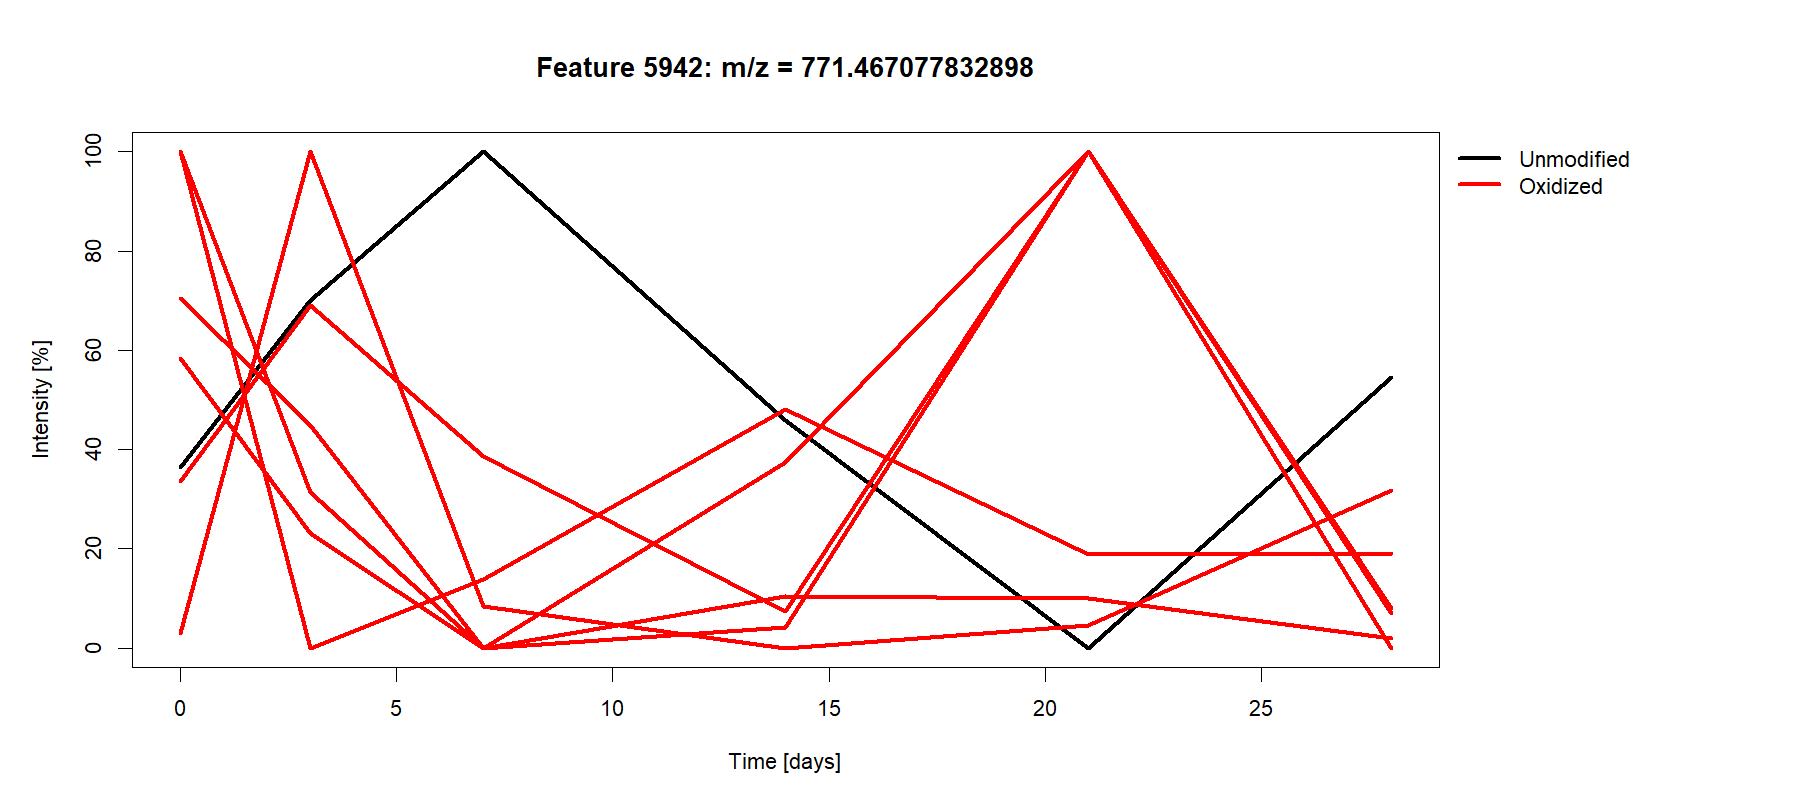 Feature 5942: m/z = 771.467077832898
Unmodified
Oxidized
Intensity [%]
100
80
60
40
20
0
0 5 10 15 20 25
Time [days]